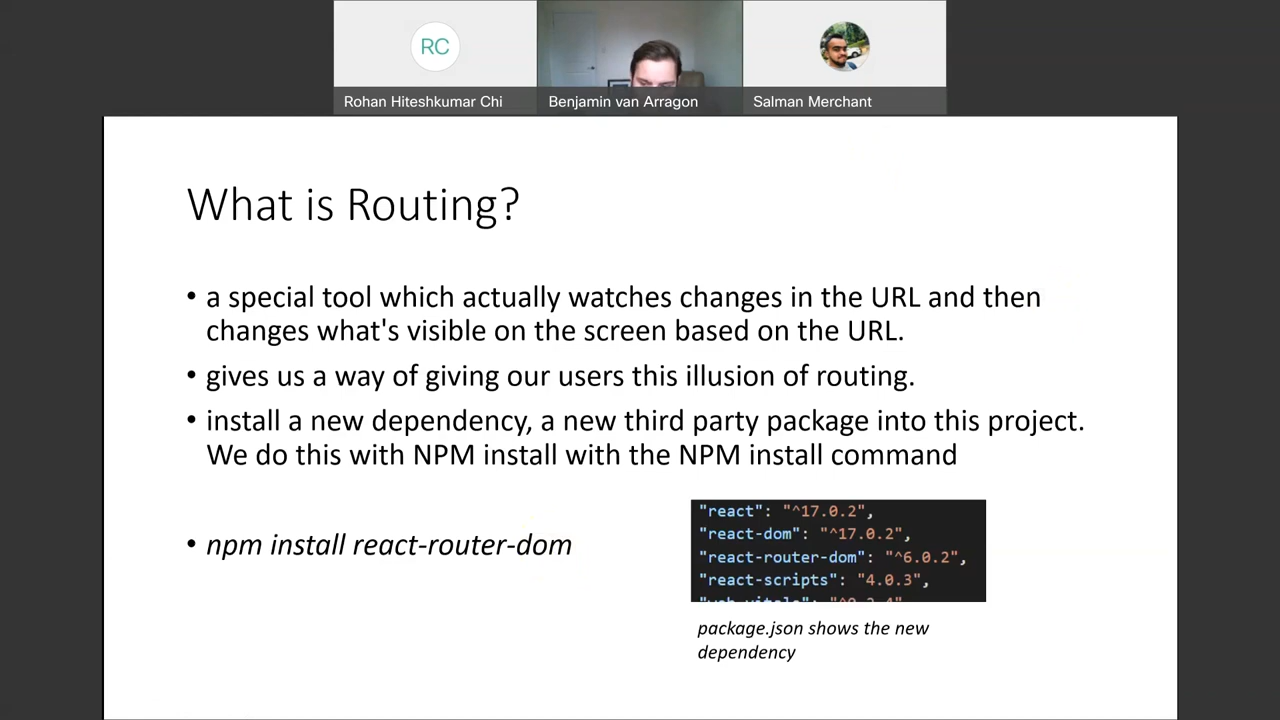 RC
Rohan Hiteshkumar Chi
Benjamin van Arragon
Salman Merchant
What is Routing?
• a special tool which actually watches changes in the URL and then
changes what's visible on the screen based on the URL.
• gives us a way of giving our users this illusion of routing.
• install a new dependency, a new third party package into this project.
We do this with NPM install with the NPM install command
• npm install react-router-dom
"react": "^17.0.2",
"react-dom": "^17.0.2",
"react-router-dom": "^6.0.2",
"react-scripts": "4.0.3",
package.json shows the new
dependency